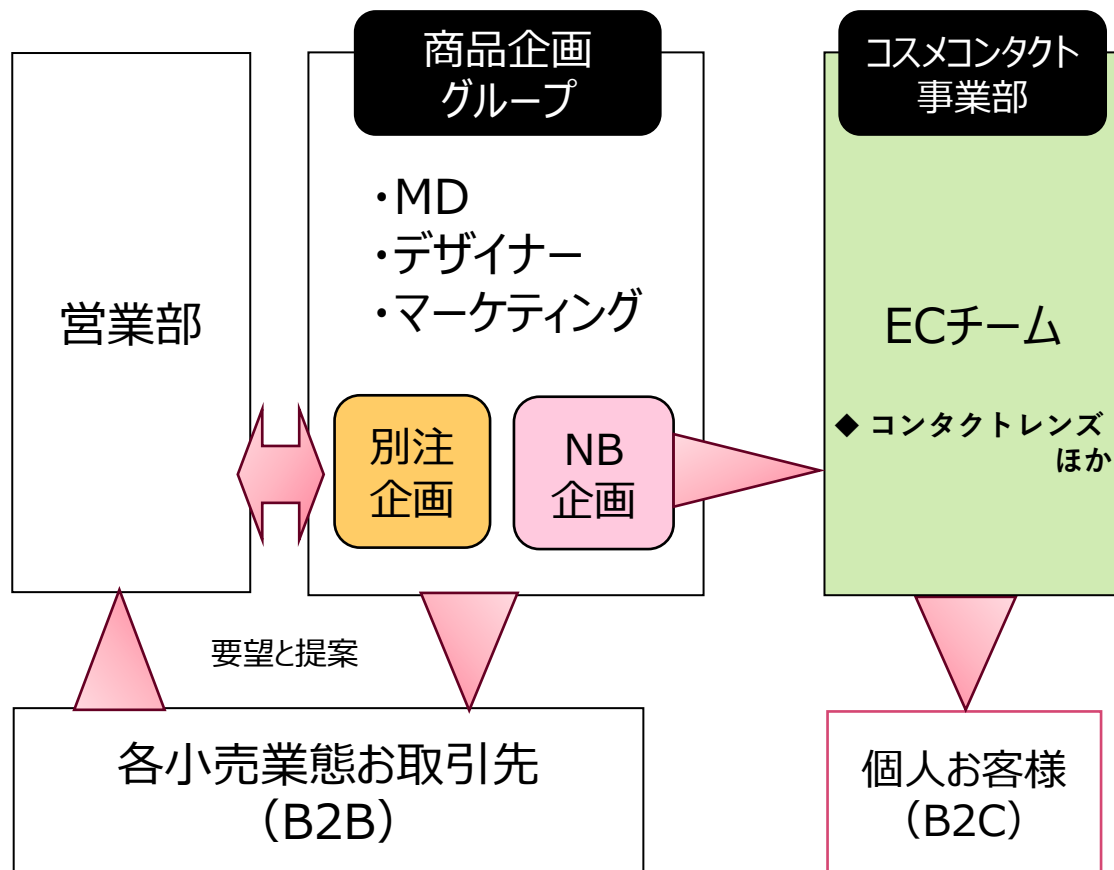 商品企画
グループ
コスメコンタクト
事業部
営業部
・MD
・デザイナー
・マーケティング
別注
企画
NB
企画
ECチーム
◆ コンタクトレンズ
ほか
要望と提案
各小売業態お取引先
（B2B）
個人お客様
（B2C）